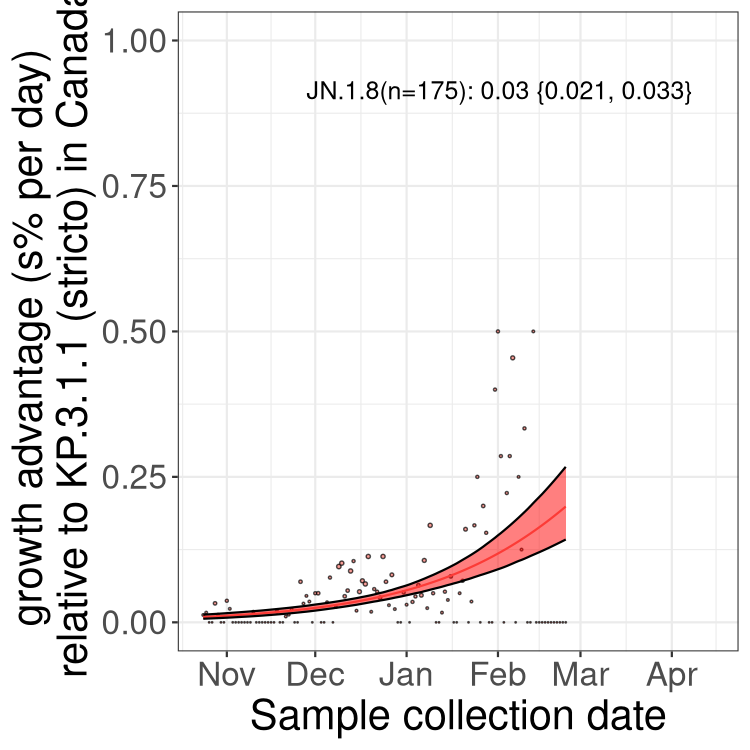 growth advantage (s% per day)
relative to KP.3.1.1 (stricto) in Canada
1.00
0.75
0.50
0.25
0.00
JN.1.8(n=175): 0.03 {0.021, 0.033}
Nov Dec Jan Feb Mar Apr
Sample collection date